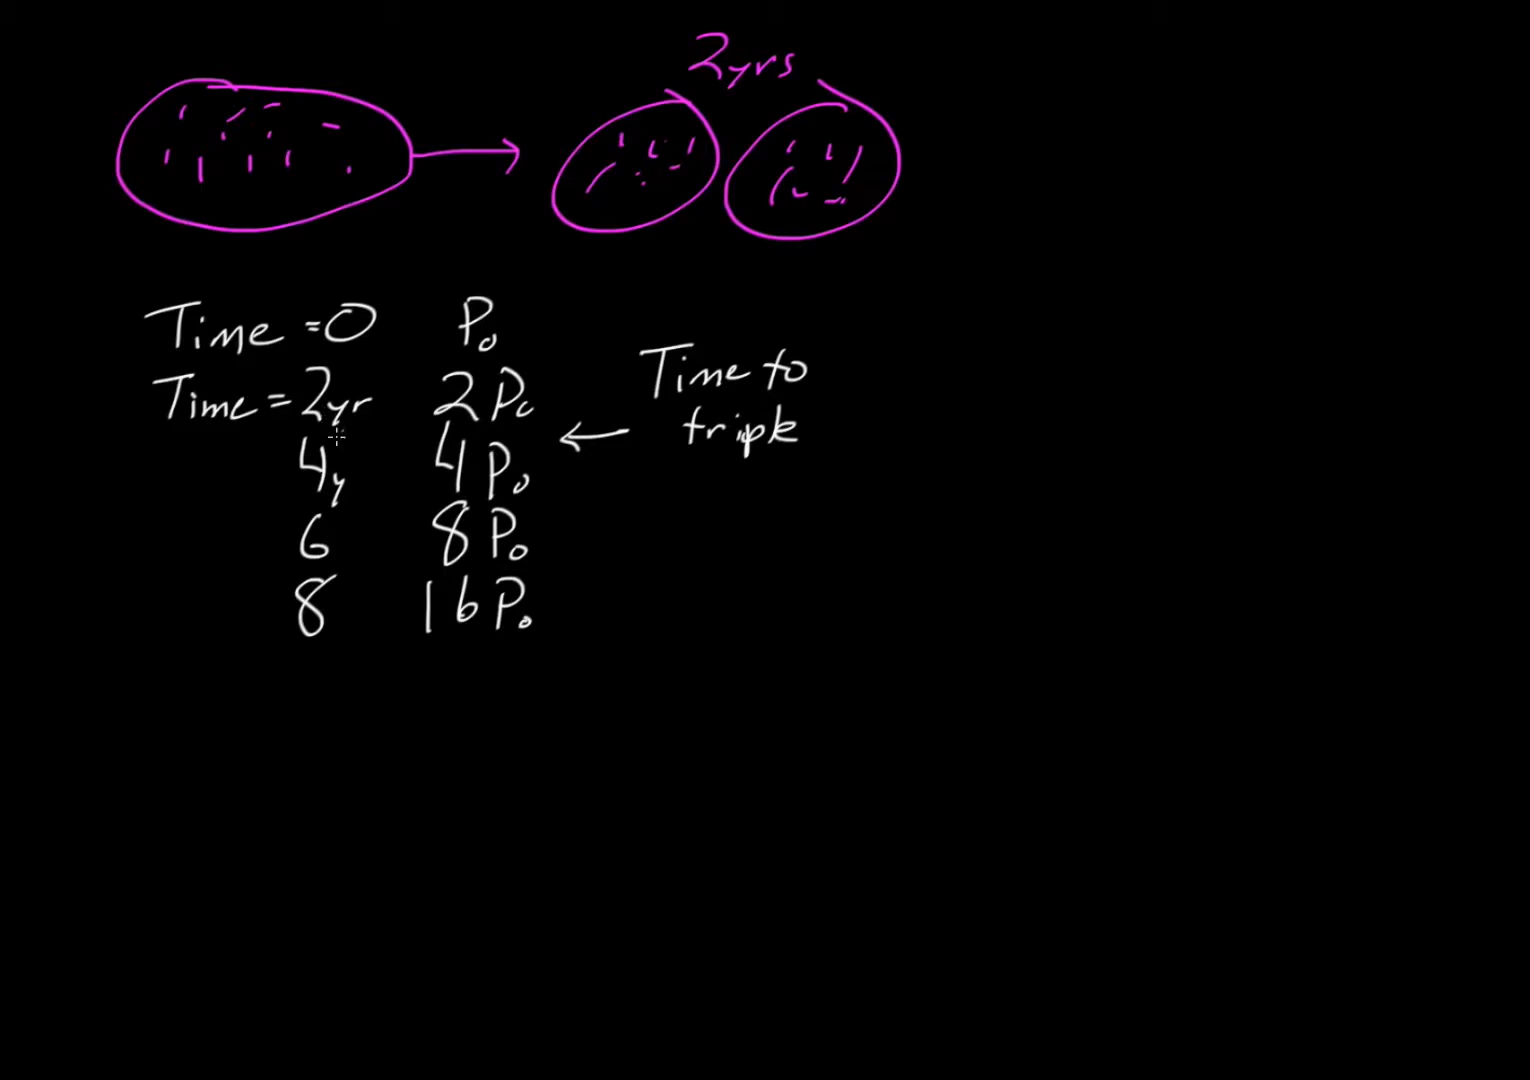 2yrs
Time =0 P₀
Time = 2yr 2P₀
Time to
triple
4y 4P₀
6 8P₀
8 16P₀